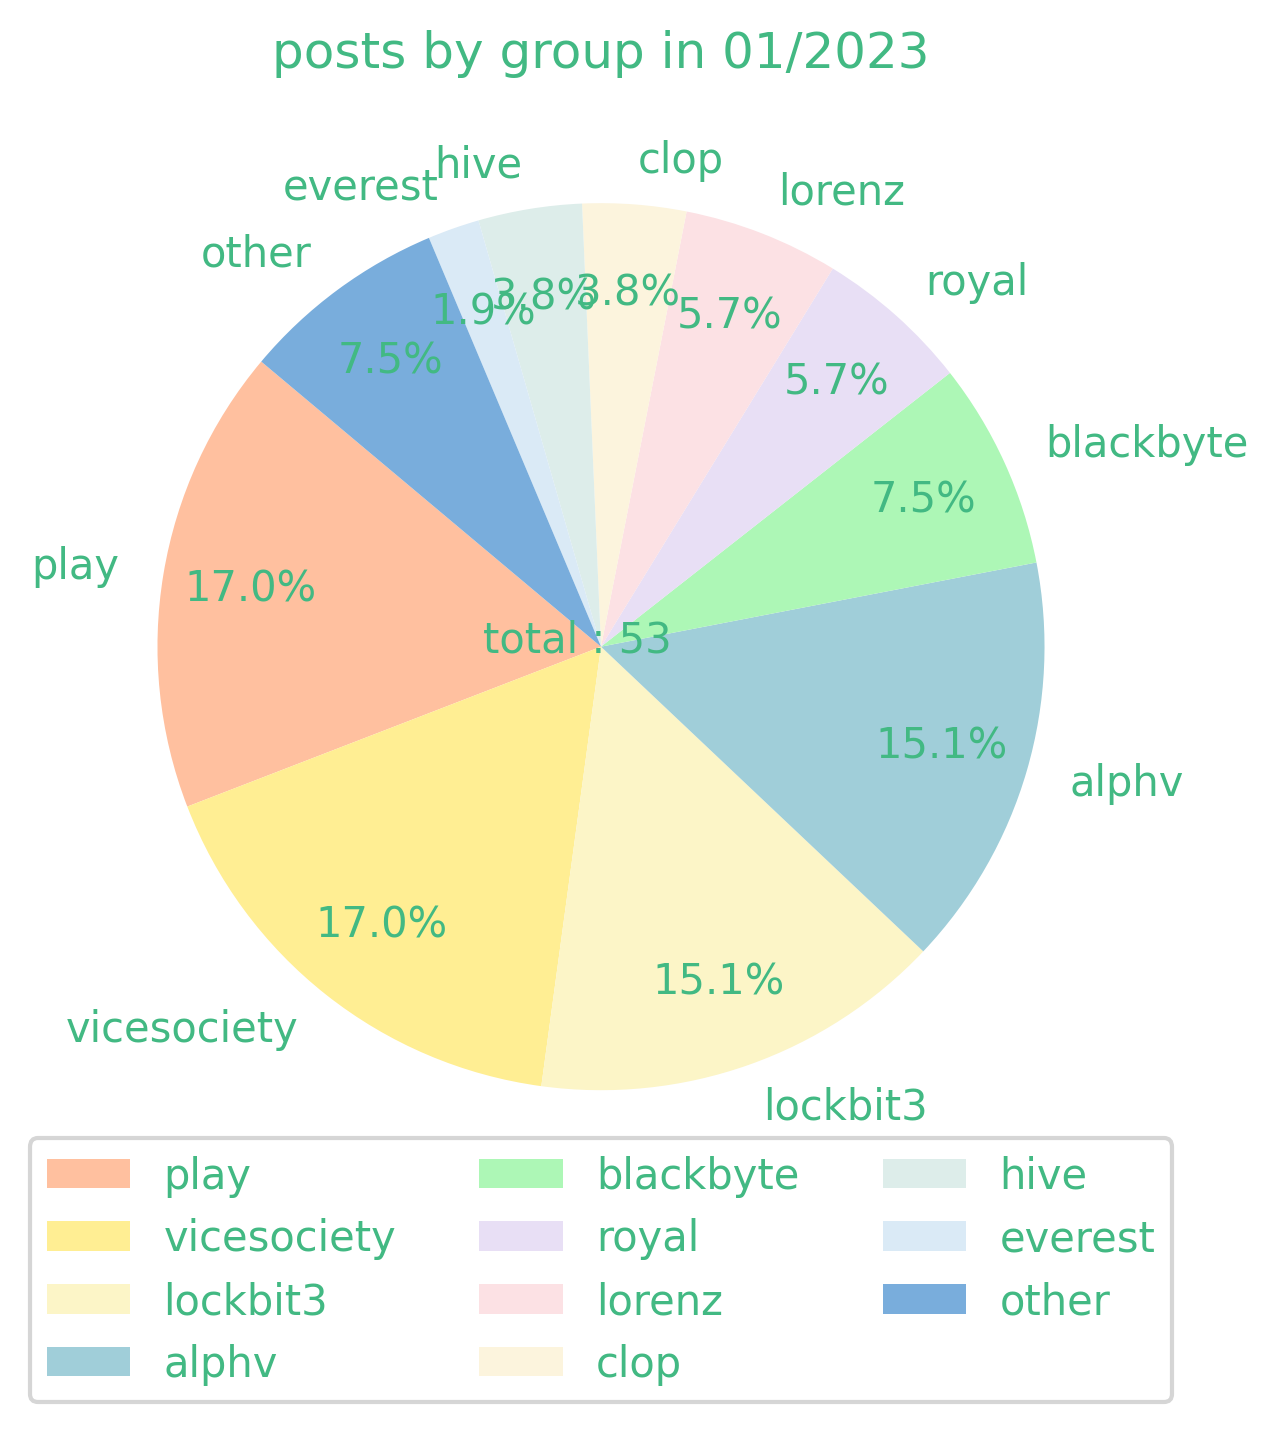 posts by group in 01/2023
clop
hive
lorenz
everest
other
royal
3.8%
3.8%
1.9%
5.7%
7.5%
5.7%
blackbyte
7.5%
play
17.0%
total : 53
15.1%
alphv
17.0%
15.1%
vicesociety
lockbit3
play
vicesociety
lockbit3
alphv
blackbyte
royal
lorenz
clop
hive
everest
other